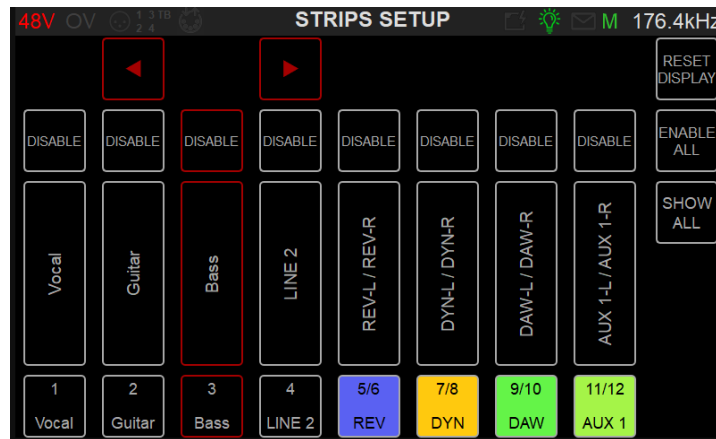 48V OV 1 3 TB 2 4 STRIPS SETUP M 176.4kHz
RESET
DISPLAY
DISABLE DISABLE DISABLE DISABLE DISABLE DISABLE DISABLE DISABLE
ENABLE
ALL
SHOW
ALL
Vocal
Guitar
Bass
LINE 2
REV-L / REV-R
DYN-L / DYN-R
DAW-L / DAW-R
AUX 1-L / AUX 1-R
1 2 3 4 5/6 7/8 9/10 11/12
Vocal Guitar Bass LINE 2 REV DYN DAW AUX 1